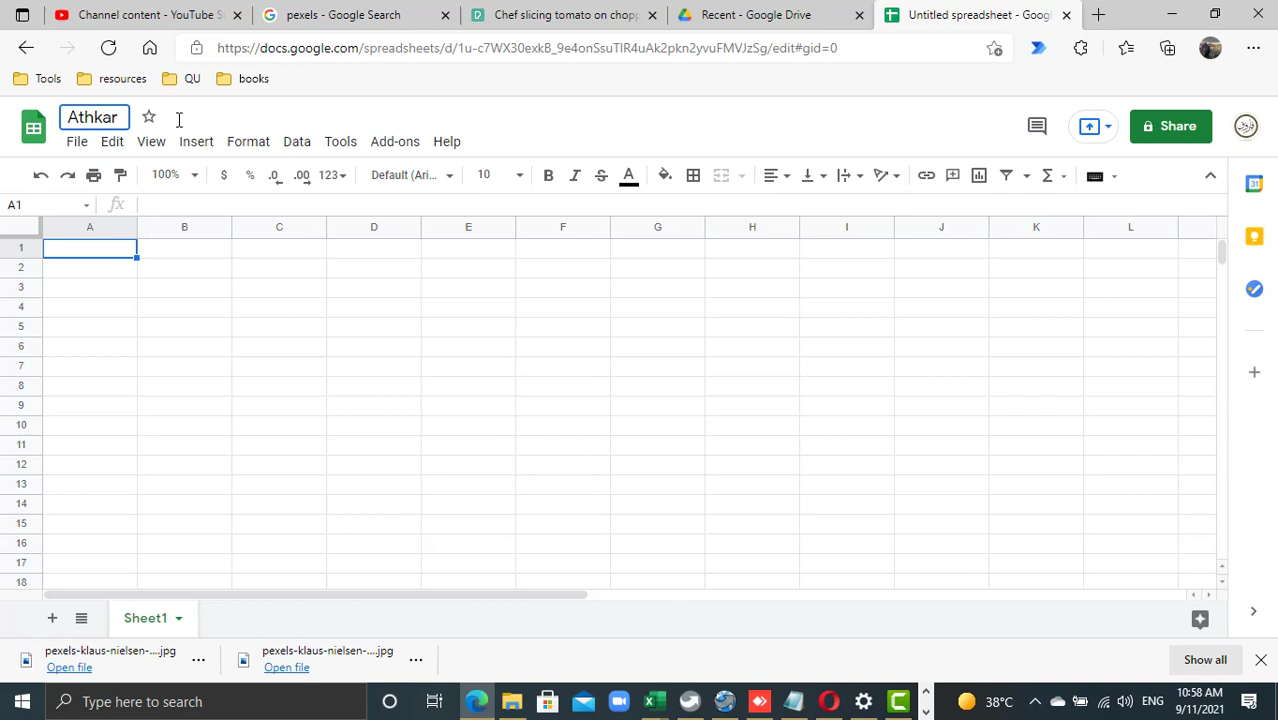 Channel content - YouTube S
pexels - Google Search
Chef slicing tomato on chopp
Recent - Google Drive
Untitled spreadsheet - Googl
https://docs.google.com/spreadsheets/d/1u-c7WX30exkB_9e4onSsuTIR4uAk2pkn2yvuFMVJzSg/edit#gid=0
Tools resources QU books
Athkar
File Edit View Insert Format Data Tools Add-ons Help
Share
100% $ % .0 .00 123 Default (Ari... 10 B I S A
A1 fx
A B C D E F G H I J K L
1
2
3
4
5
6
7
8
9
10
11
12
13
14
15
16
17
18
31
Sheet1
pexels-klaus-nielsen-....jpg
Open file
pexels-klaus-nielsen-....jpg
Open file
Show all
Type here to search
38°C
ENG
10:58 AM
9/11/2021